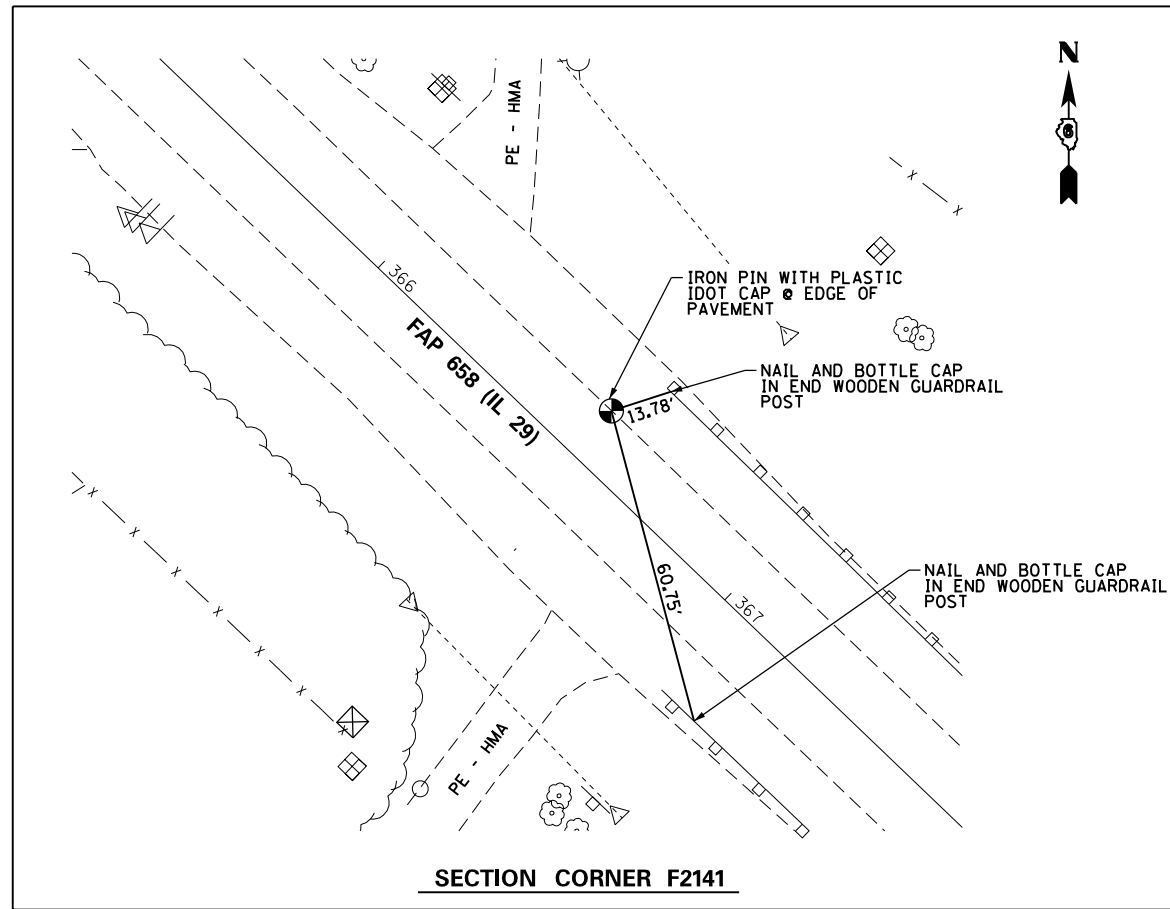 N
6
PE - HMA
IRON PIN WITH PLASTIC
IDOT CAP @ EDGE OF
PAVEMENT
366
FAP 658 (IL 29)
NAIL AND BOTTLE CAP
IN END WOODEN GUARDRAIL
POST
13.78'
60.75'
NAIL AND BOTTLE CAP
IN END WOODEN GUARDRAIL
POST
367
PE - HMA
SECTION CORNER F2141